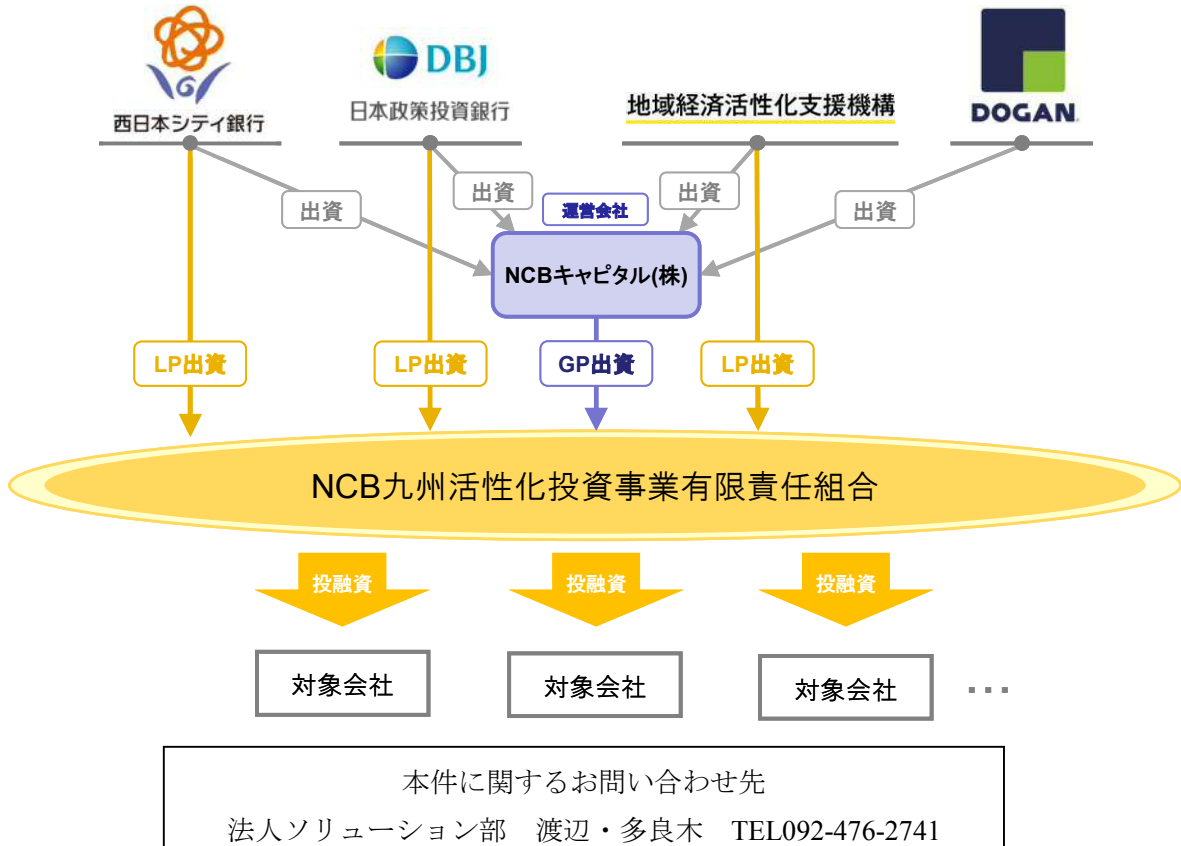 西日本シティ銀行
DBJ
日本政策投資銀行
地域経済活性化支援機構
DOGAN
出資
出資
運営会社
出資
出資
NCBキャピタル(株)
LP出資
LP出資
GP出資
LP出資
NCB九州活性化投資事業有限責任組合
投融資
投融資
投融資
対象会社
対象会社
対象会社
...
本件に関するお問い合わせ先
法人ソリューション部 渡辺・多良木 TEL092-476-2741